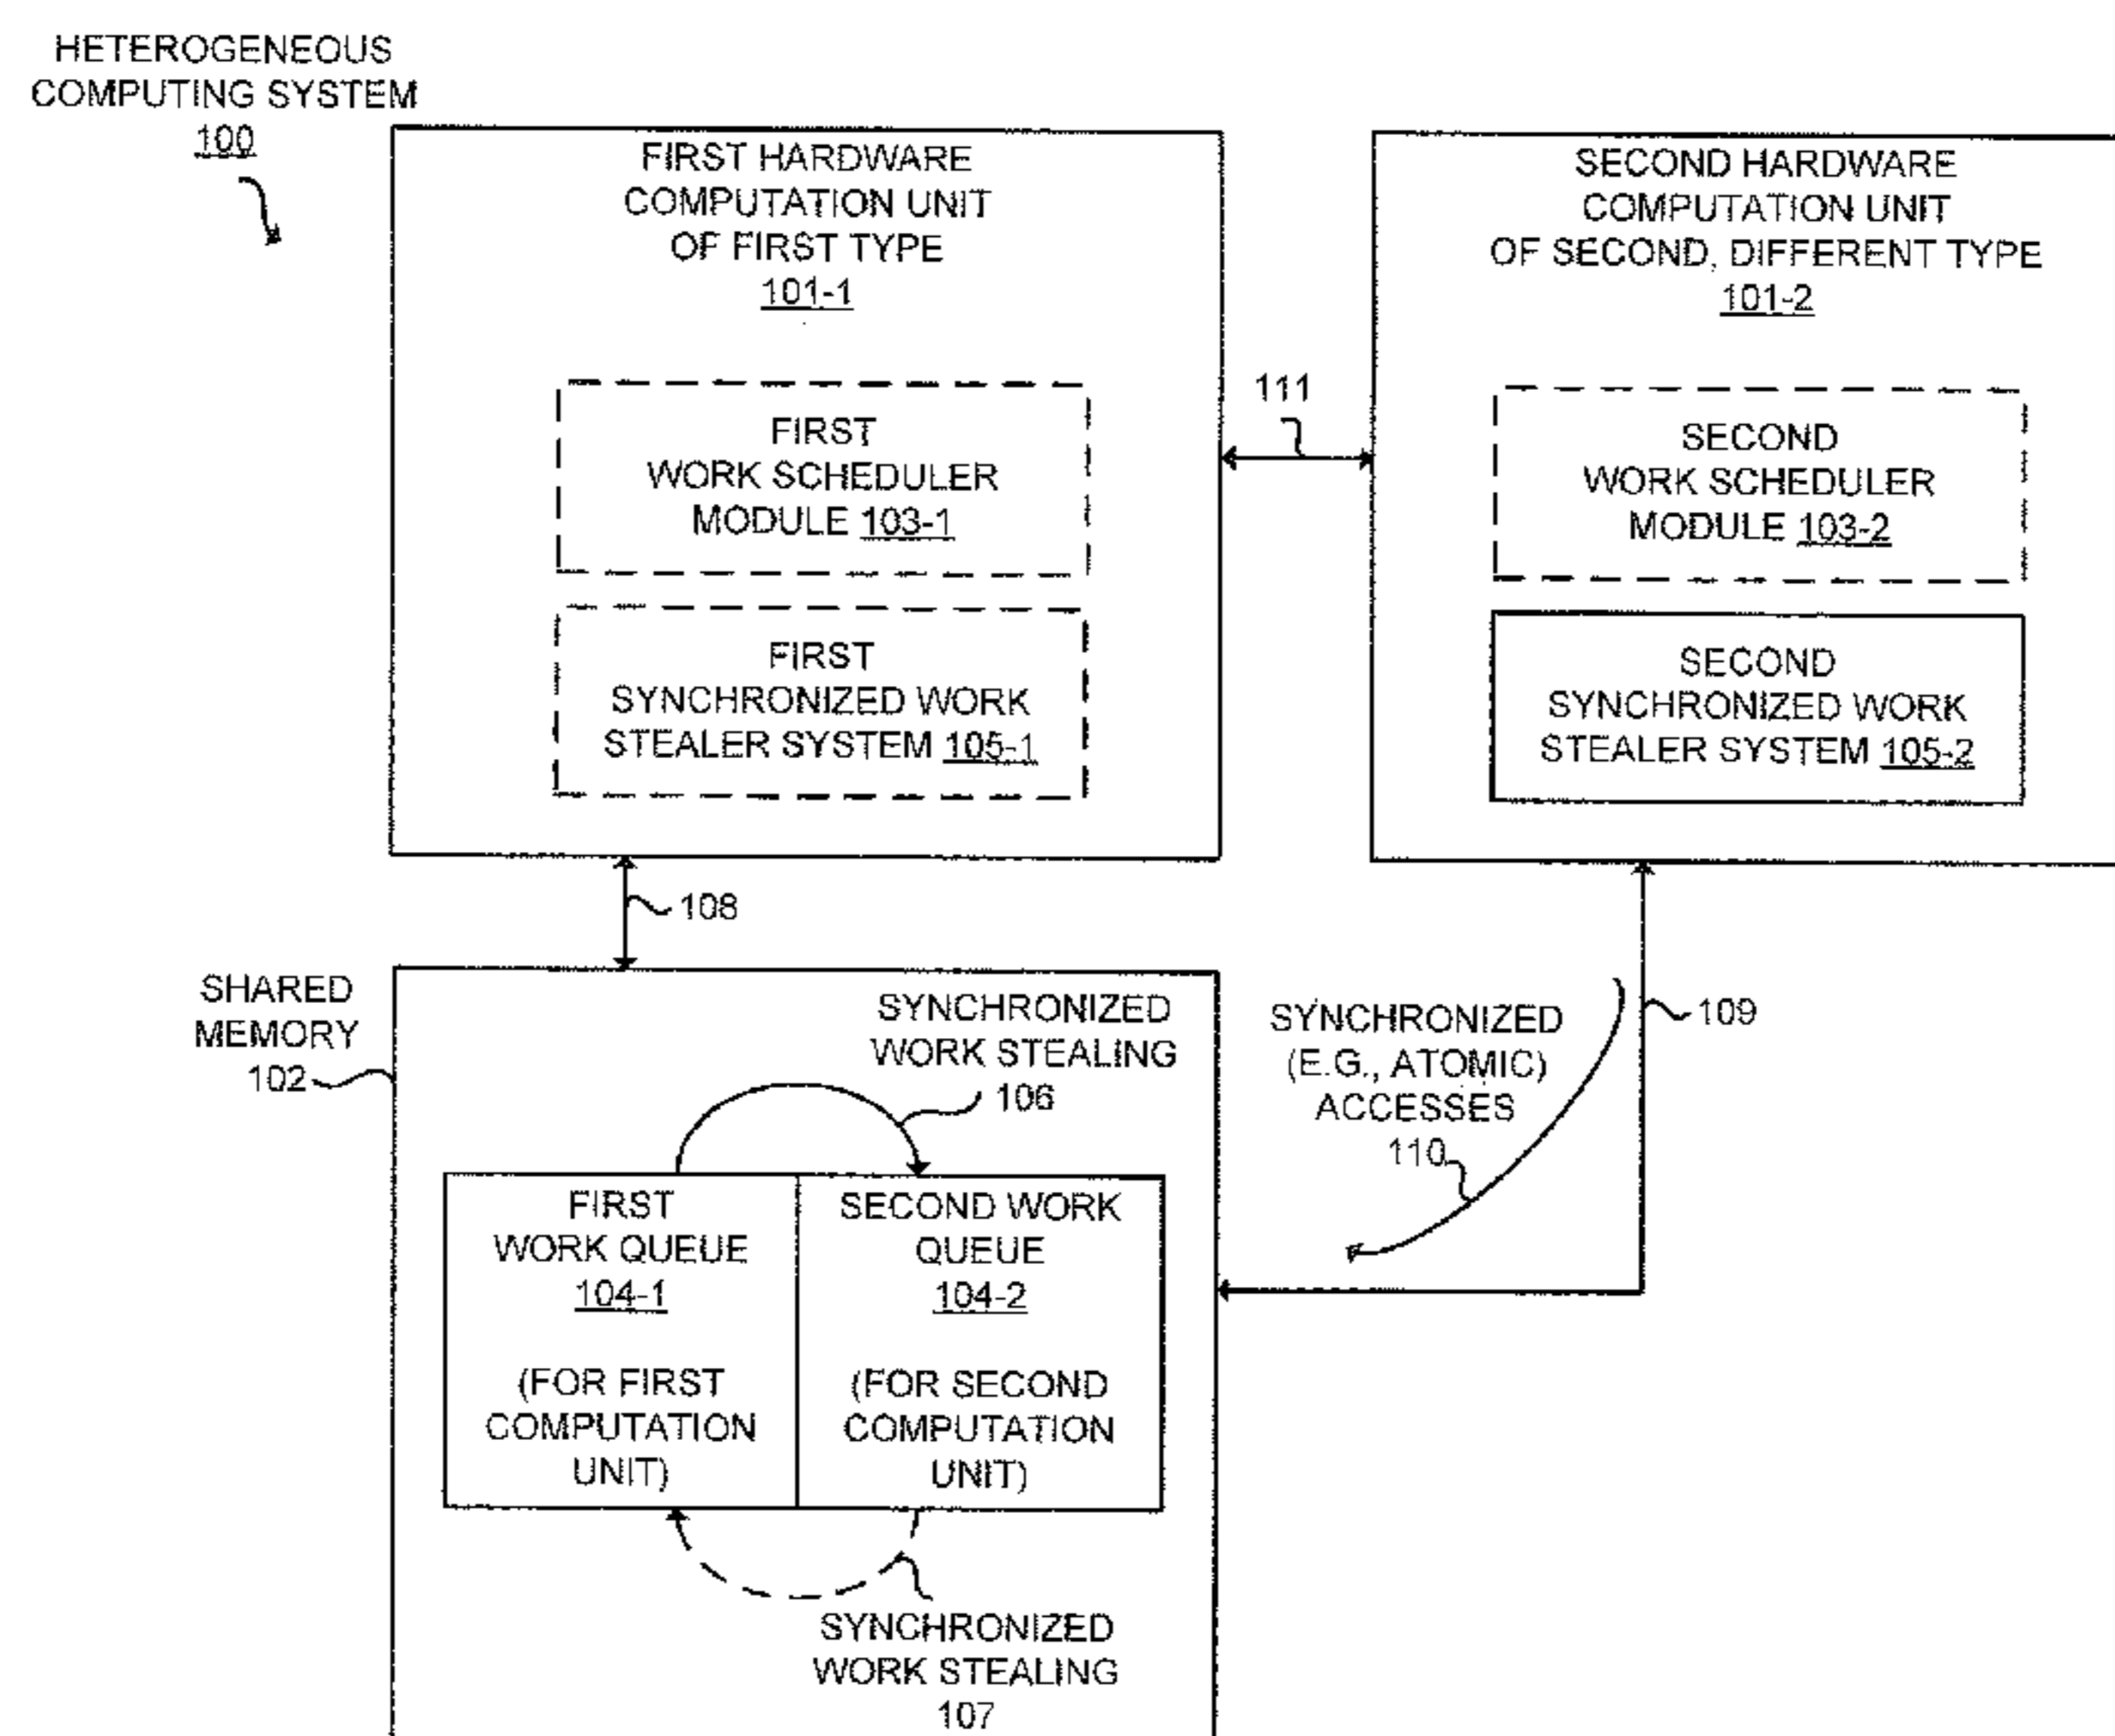 HETEROGENEOUS
COMPUTING SYSTEM
100
FIRST HARDWARE
COMPUTATION UNIT
OF FIRST TYPE
101-1
FIRST
WORK SCHEDULER
MODULE 103-1
FIRST
SYNCHRONIZED WORK
STEALER SYSTEM 105-1
111
SECOND HARDWARE
COMPUTATION UNIT
OF SECOND, DIFFERENT TYPE
101-2
SECOND
WORK SCHEDULER
MODULE 103-2
SECOND
SYNCHRONIZED WORK
STEALER SYSTEM 105-2
108
SHARED
MEMORY
102
SYNCHRONIZED
WORK STEALING
106
FIRST
WORK QUEUE
104-1
(FOR FIRST
COMPUTATION
UNIT)
SECOND WORK
QUEUE
104-2
(FOR SECOND
COMPUTATION
UNIT)
SYNCHRONIZED
WORK STEALING
107
SYNCHRONIZED
(E.G., ATOMIC)
ACCESSES
110
109